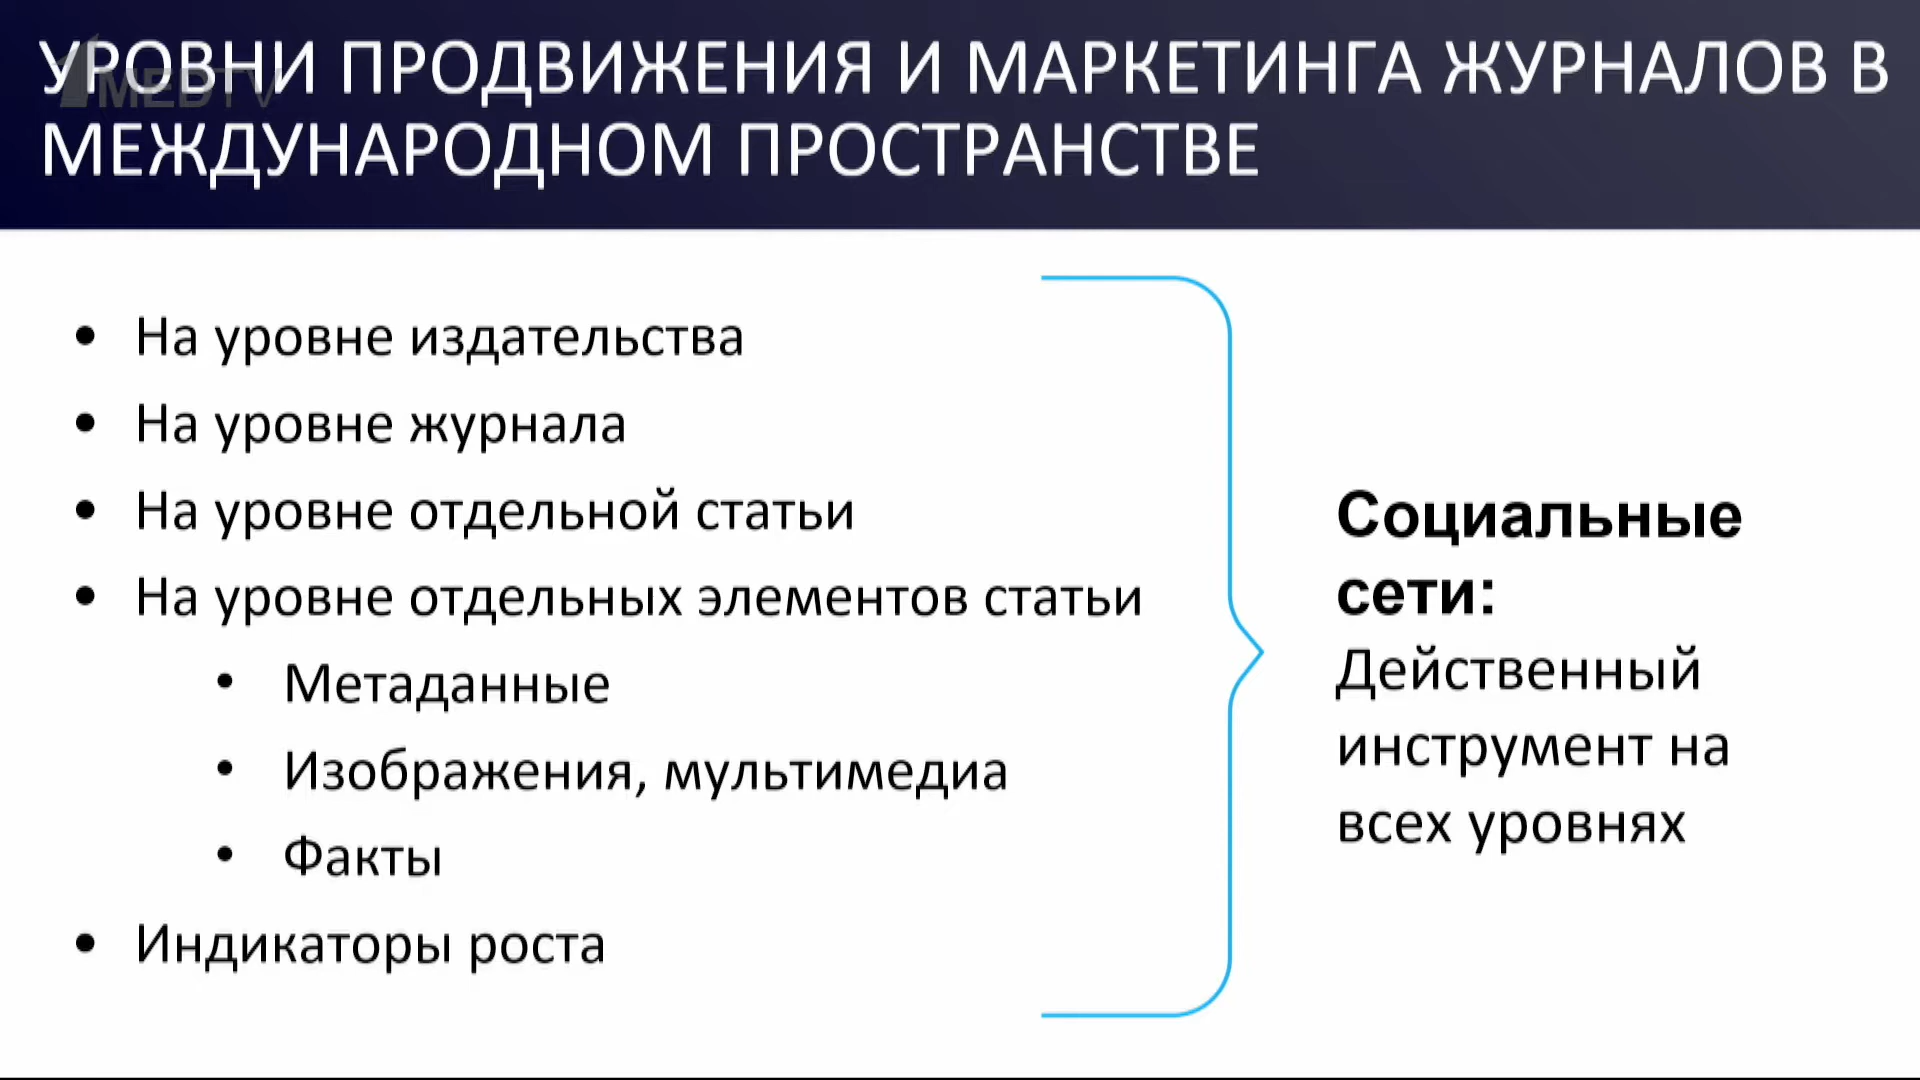 УРОВНИ ПРОДВИЖЕНИЯ И МАРКЕТИНГА ЖУРНАЛОВ В
МЕЖДУНАРОДНОМ ПРОСТРАНСТВЕ
1MEDTV
• На уровне издательства
• На уровне журнала
• На уровне отдельной статьи
• На уровне отдельных элементов статьи
• Метаданные
• Изображения, мультимедиа
• Факты
• Индикаторы роста
Социальные
сети:
Действенный
инструмент на
всех уровнях